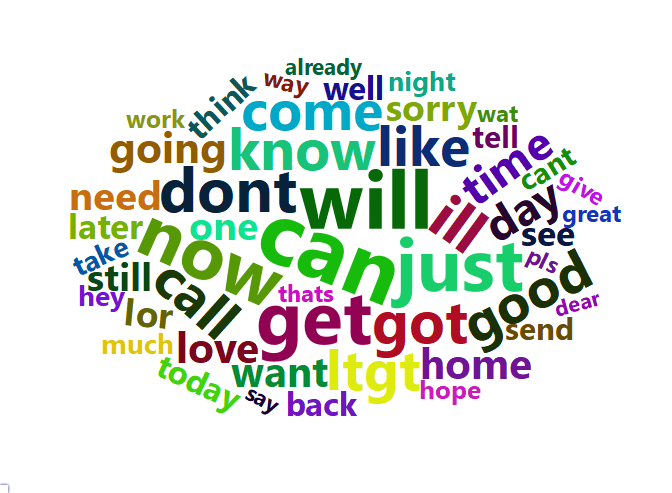 already
way
well
night
think
come
sorry
wat
work
know
like
tell
time
going
cant
give
need
dont
will
ill
day
great
later
one
see
take
now
can
just
pls
good
still
call
hey
thats
dear
lor
get
got
send
much
love
want
ltgt
home
today
say
back
hope